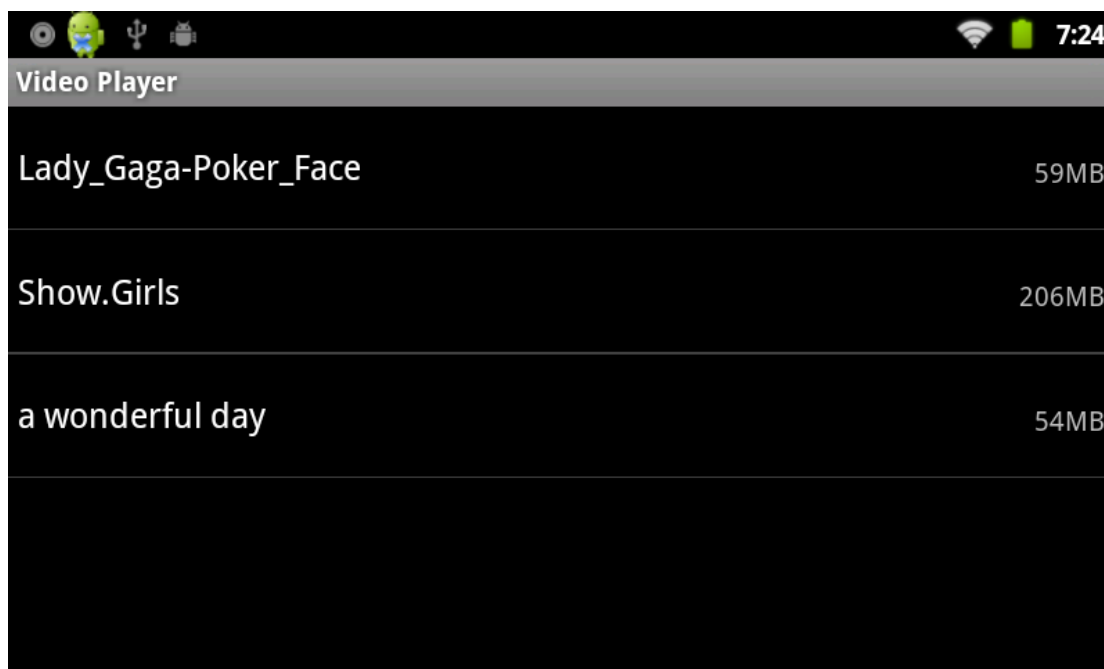 7:24
Video Player
Lady_Gaga-Poker_Face 59MB
Show.Girls 206MB
a wonderful day 54MB